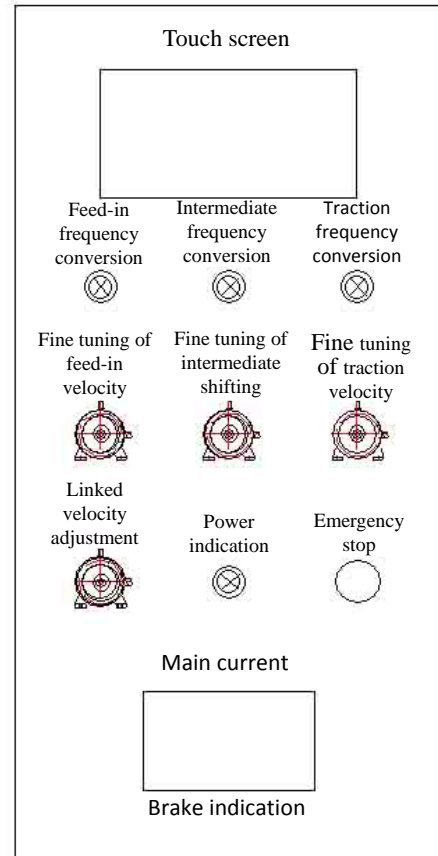 Touch screen
Feed-in
frequency
conversion
Intermediate
frequency
conversion
Traction
frequency
conversion
Fine tuning of
feed-in
velocity
Fine tuning of
intermediate
shifting
Fine tuning
of traction
velocity
Linked
velocity
adjustment
Power
indication
Emergency
stop
Main current
Brake indication